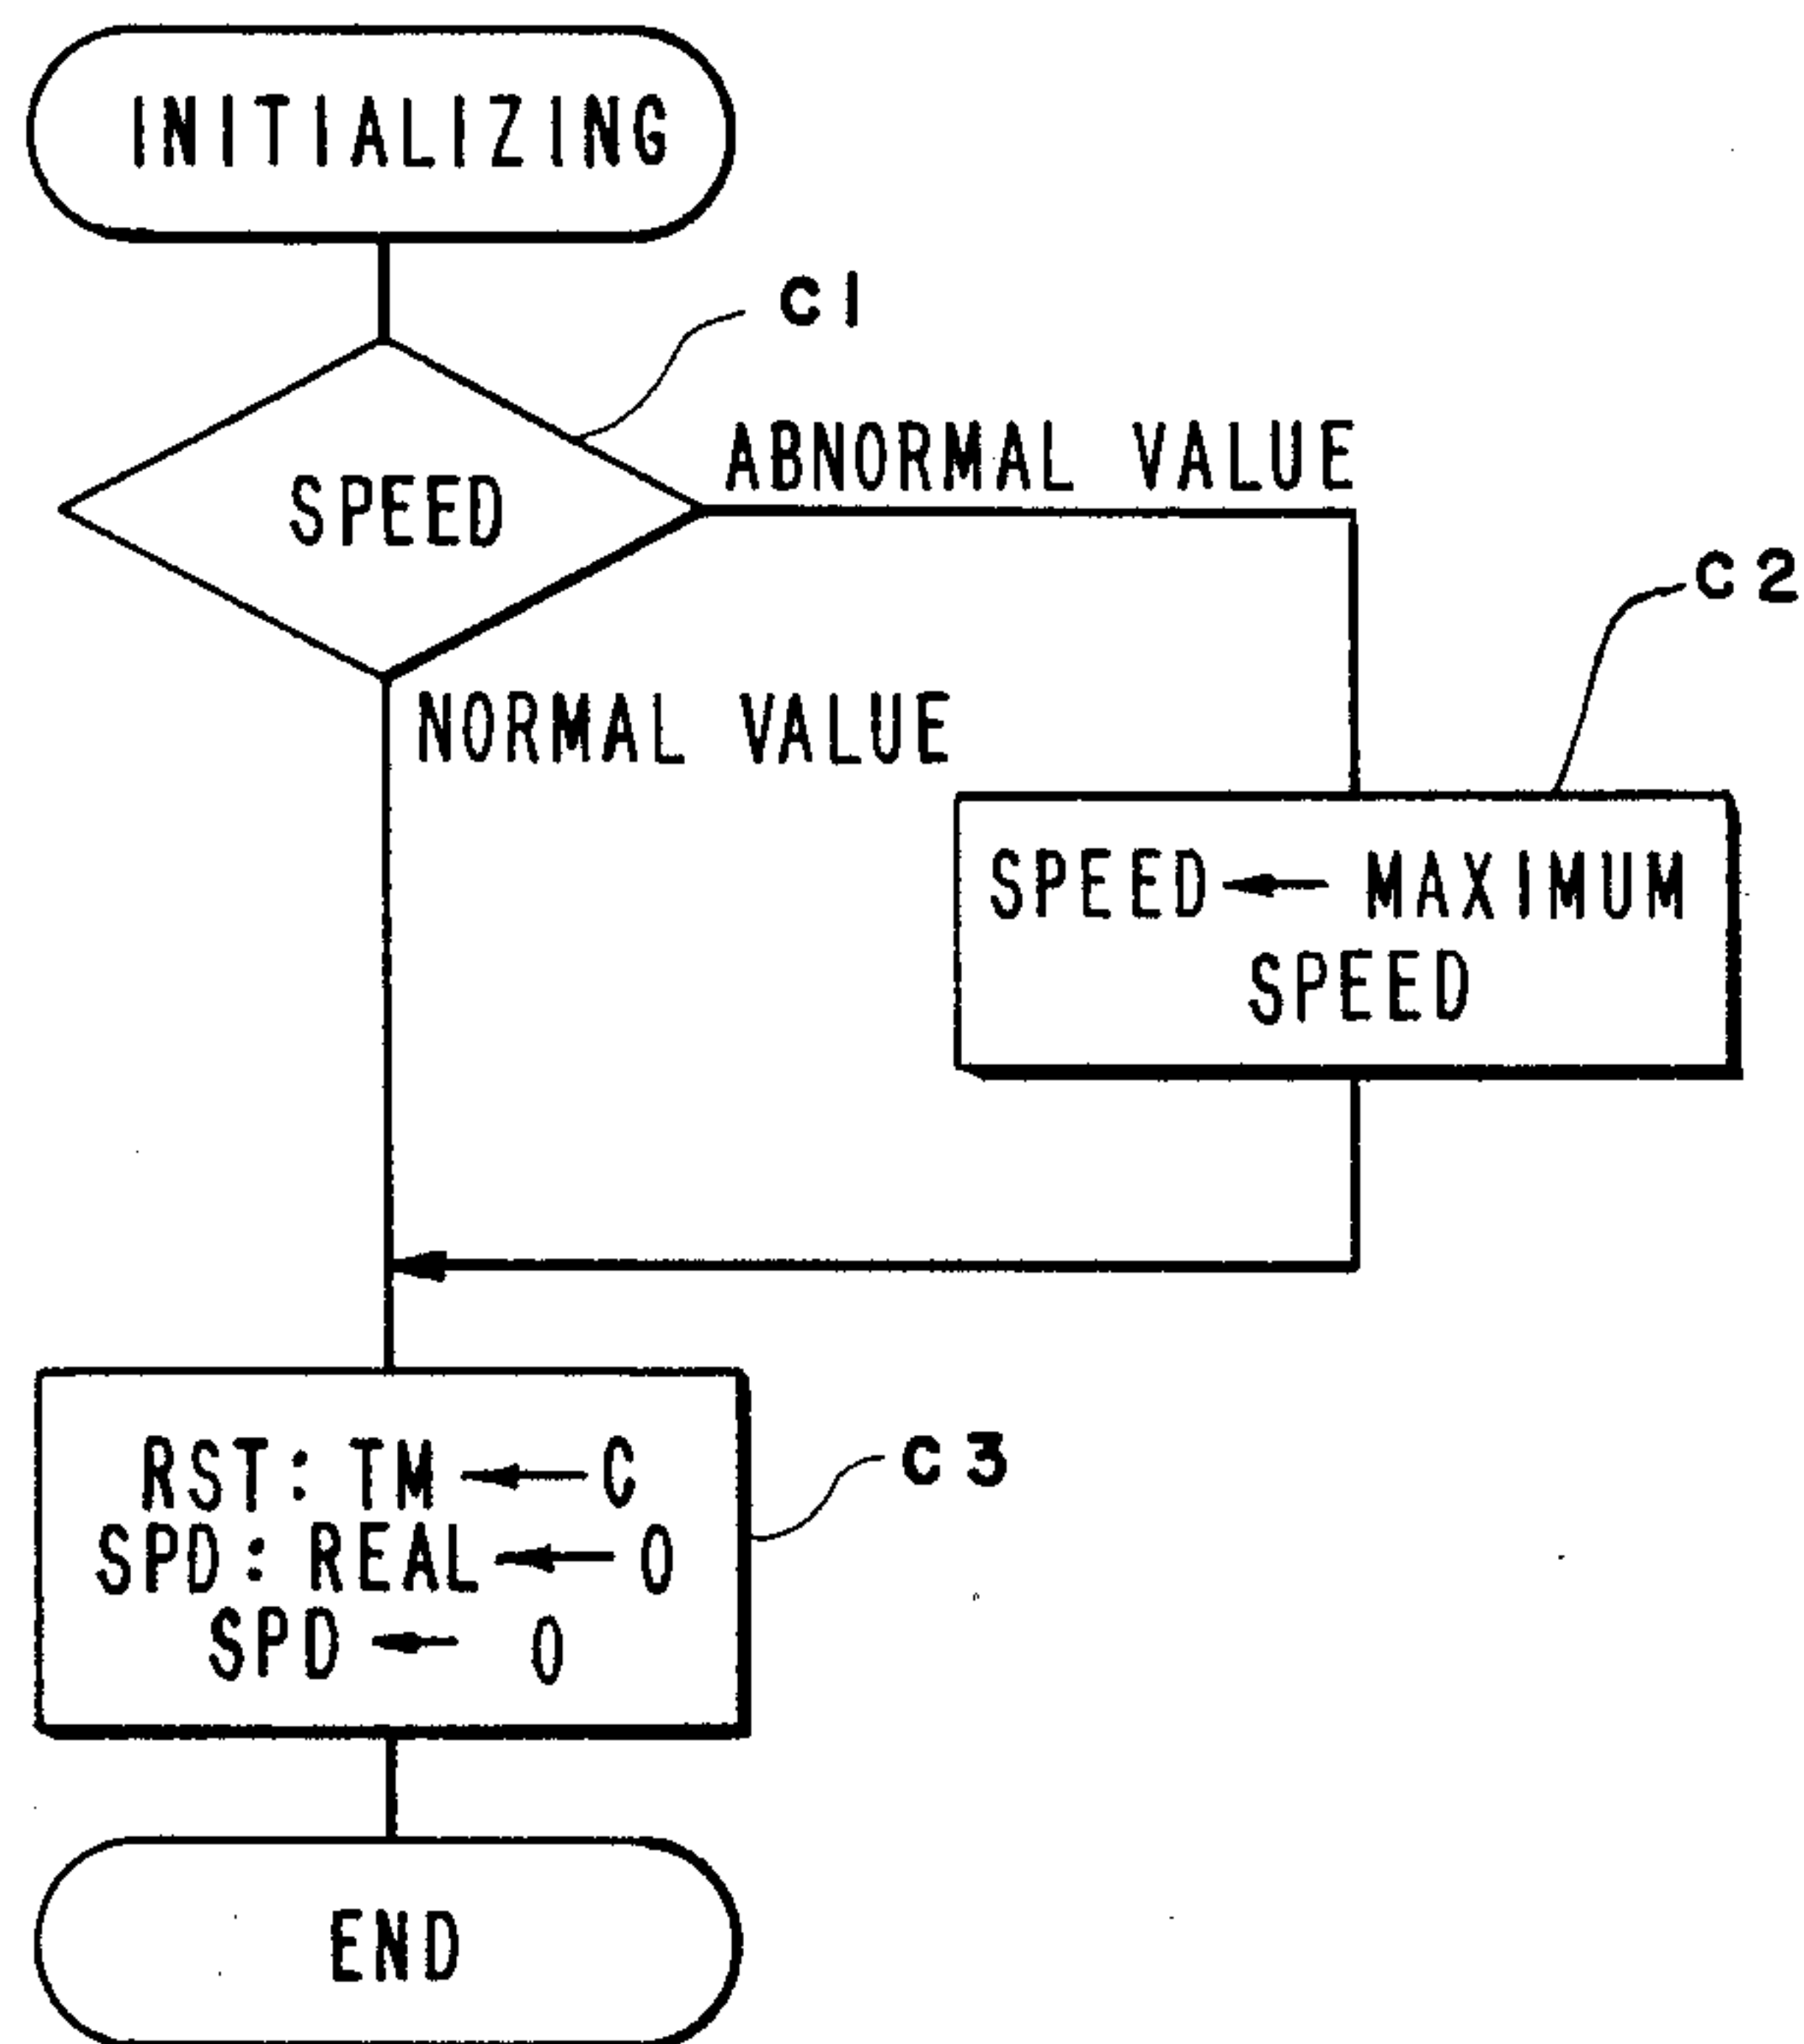 INITIALIZING
C1
SPEED
ABNORMAL VALUE
C2
NORMAL VALUE
SPEED ← MAXIMUM
SPEED
RST: TM ← C
SPD: REAL ← 0
SPD ← 0
C3
END